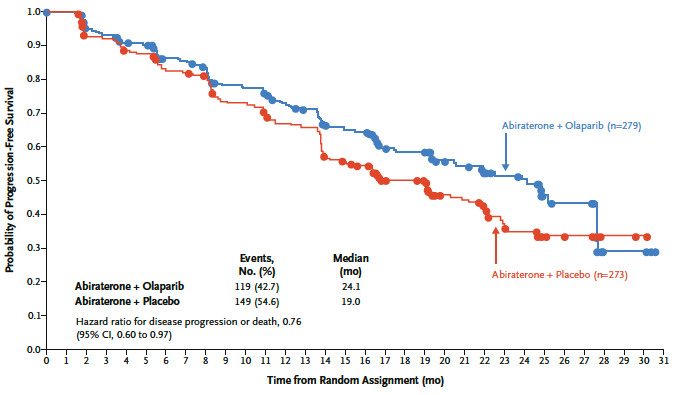 Probability of Progression-Free Survival
1.0
0.9
0.8
0.7
0.6
0.5
0.4
0.3
0.2
0.1
0.0
Abiraterone + Olaparib (n=279)
Abiraterone + Placebo (n=273)
Events, No. (%) Median (mo)
Abiraterone + Olaparib 119 (42.7) 24.1
Abiraterone + Placebo 149 (54.6) 19.0
Hazard ratio for disease progression or death, 0.76
(95% CI, 0.60 to 0.97)
0 1 2 3 4 5 6 7 8 9 10 11 12 13 14 15 16 17 18 19 20 21 22 23 24 25 26 27 28 29 30 31
Time from Random Assignment (mo)